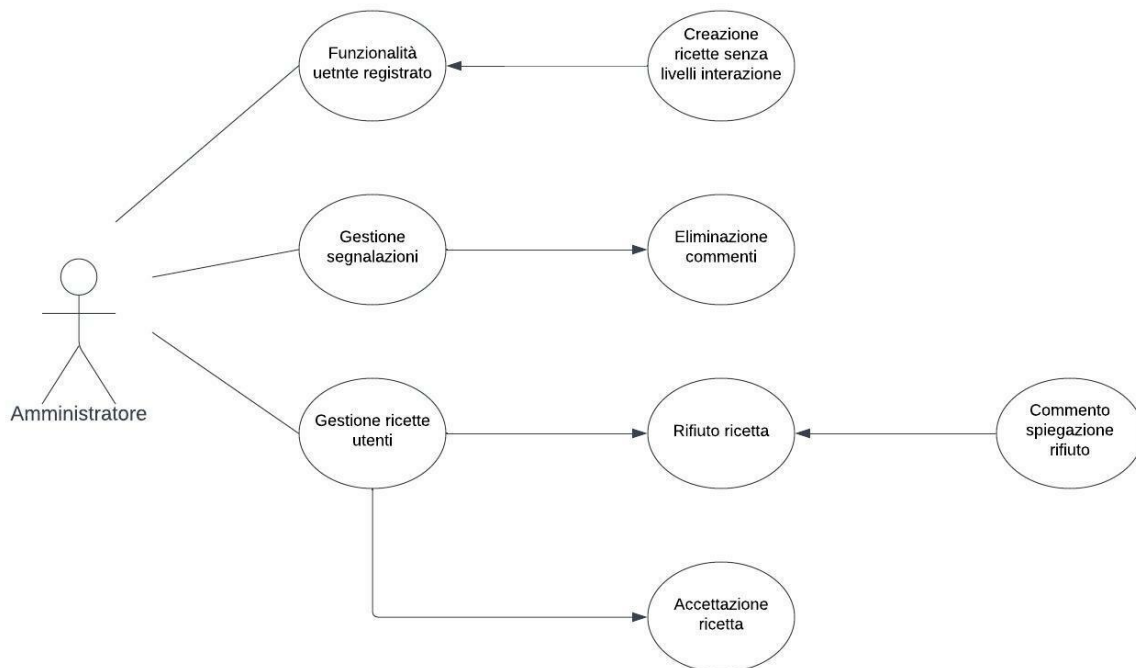 Funzionalità
uetnte registrato
Creazione
ricette senza
livelli interazione
Gestione
segnalazioni
Eliminazione
commenti
Amministratore
Gestione ricette
utenti
Rifiuto ricetta
Commento
spiegazione
rifiuto
Accettazione
ricetta